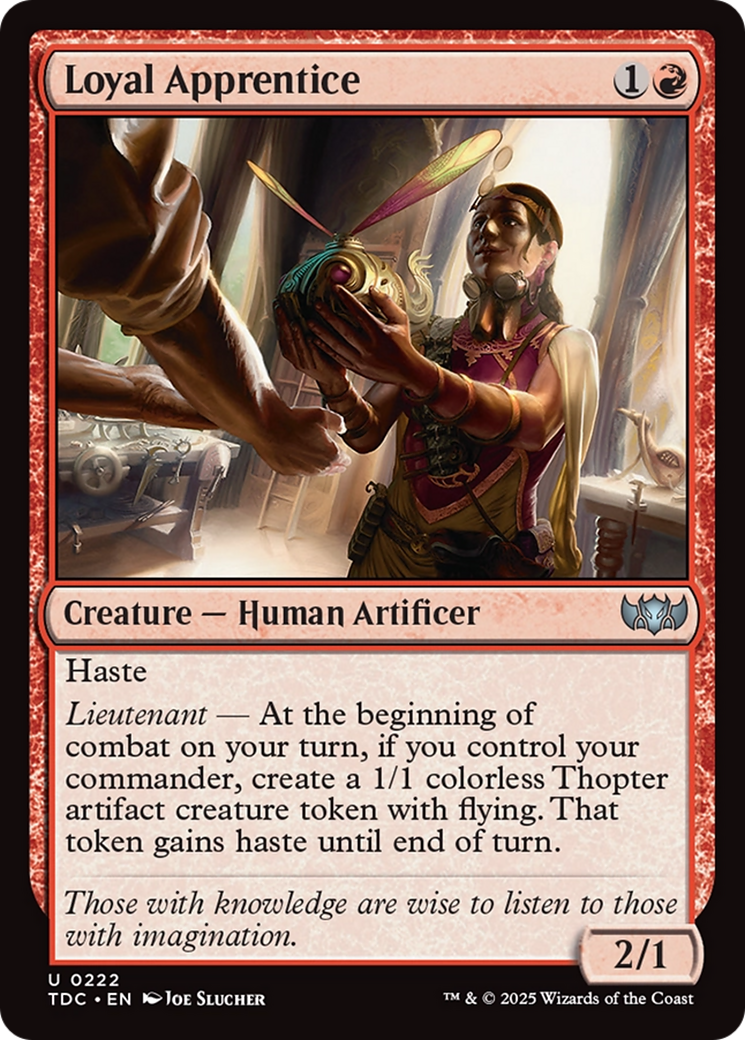 Loyal Apprentice 1
Creature — Human Artificer
Haste
Lieutenant — At the beginning of
combat on your turn, if you control your
commander, create a 1/1 colorless Thopter
artifact creature token with flying. That
token gains haste until end of turn.
Those with knowledge are wise to listen to those
with imagination.
2/1
U 0222
TDC • EN Joe Slucher ™ & © 2025 Wizards of the Coast